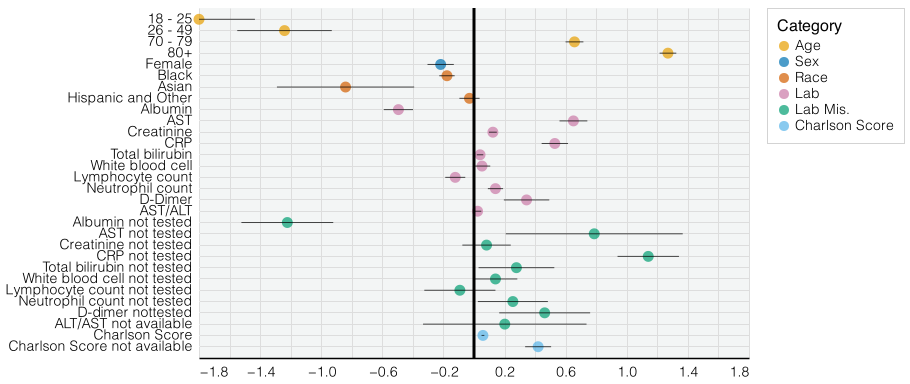 18 - 25
26 - 49
70 - 79
80+
Female
Black
Asian
Hispanic and Other
Albumin
AST
Creatinine
CRP
Total bilirubin
White blood cell
Lymphocyte count
Neutrophil count
D-Dimer
AST/ALT
Albumin not tested
AST not tested
Creatinine not tested
CRP not tested
Total bilirubin not tested
White blood cell not tested
Lymphocyte count not tested
Neutrophil count not tested
D-dimer nottested
ALT/AST not available
Charlson Score
Charlson Score not available
−1.8 −1.4 −1.0 −0.6 −0.2 0.2 0.6 1.0 1.4 1.8
Category
Age
Sex
Race
Lab
Lab Mis.
Charlson Score